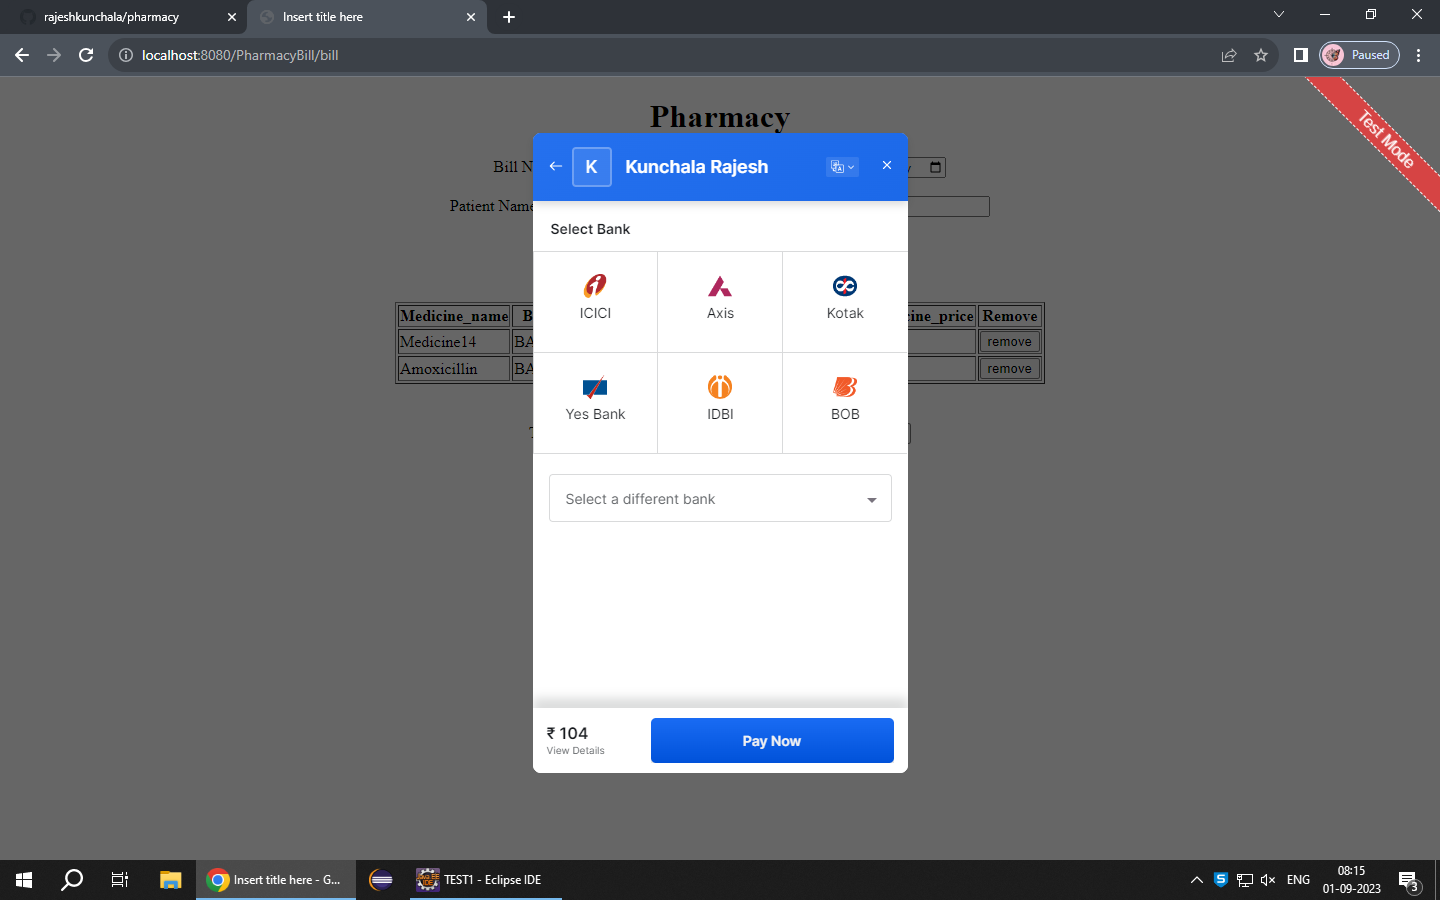 rajeshkunchala/pharmacy
Insert title here
localhost:8080/PharmacyBill/bill
Paused
Test Mode
Pharmacy
Bill N
Patient Name
K
Kunchala Rajesh
Select Bank
ICICI
Axis
Kotak
Yes Bank
IDBI
BOB
Medicine_name B ine_price Remove
Medicine14 BA remove
Amoxicillin BA remove
Select a different bank
₹ 104
View Details
Pay Now
Insert title here - G...
TEST1 - Eclipse IDE
ENG
08:15
01-09-2023
3